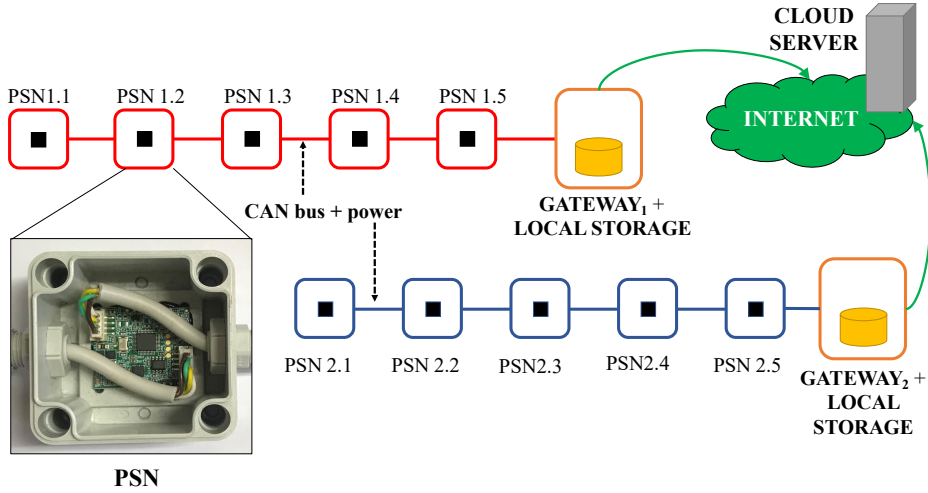 CLOUD
SERVER
PSN1.1
PSN 1.2
PSN 1.3
PSN 1.4
PSN 1.5
INTERNET
CAN bus + power
GATEWAY₁ +
LOCAL STORAGE
PSN 2.1
PSN 2.2
PSN2.3
PSN2.4
PSN 2.5
GATEWAY₂ +
LOCAL
STORAGE
PSN